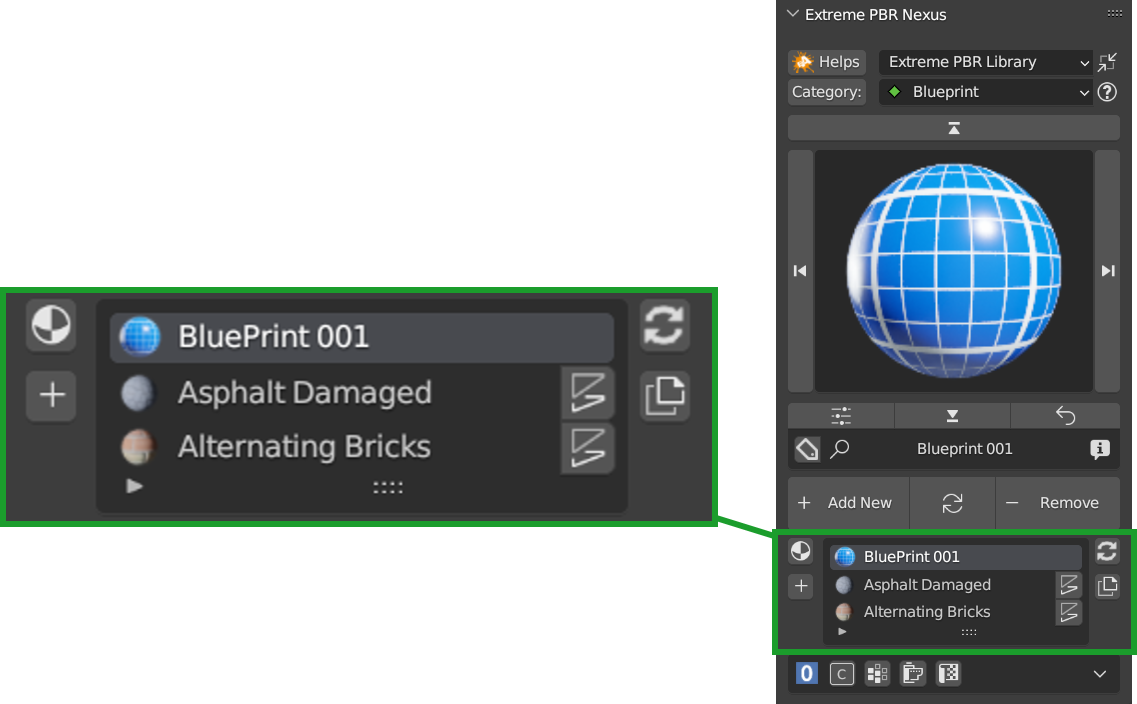 Extreme PBR Nexus
Helps
Extreme PBR Library
Category:
Blueprint
Blueprint 001
Add New
Remove
BluePrint 001
Asphalt Damaged
Alternating Bricks
BluePrint 001
Asphalt Damaged
Alternating Bricks
0
C